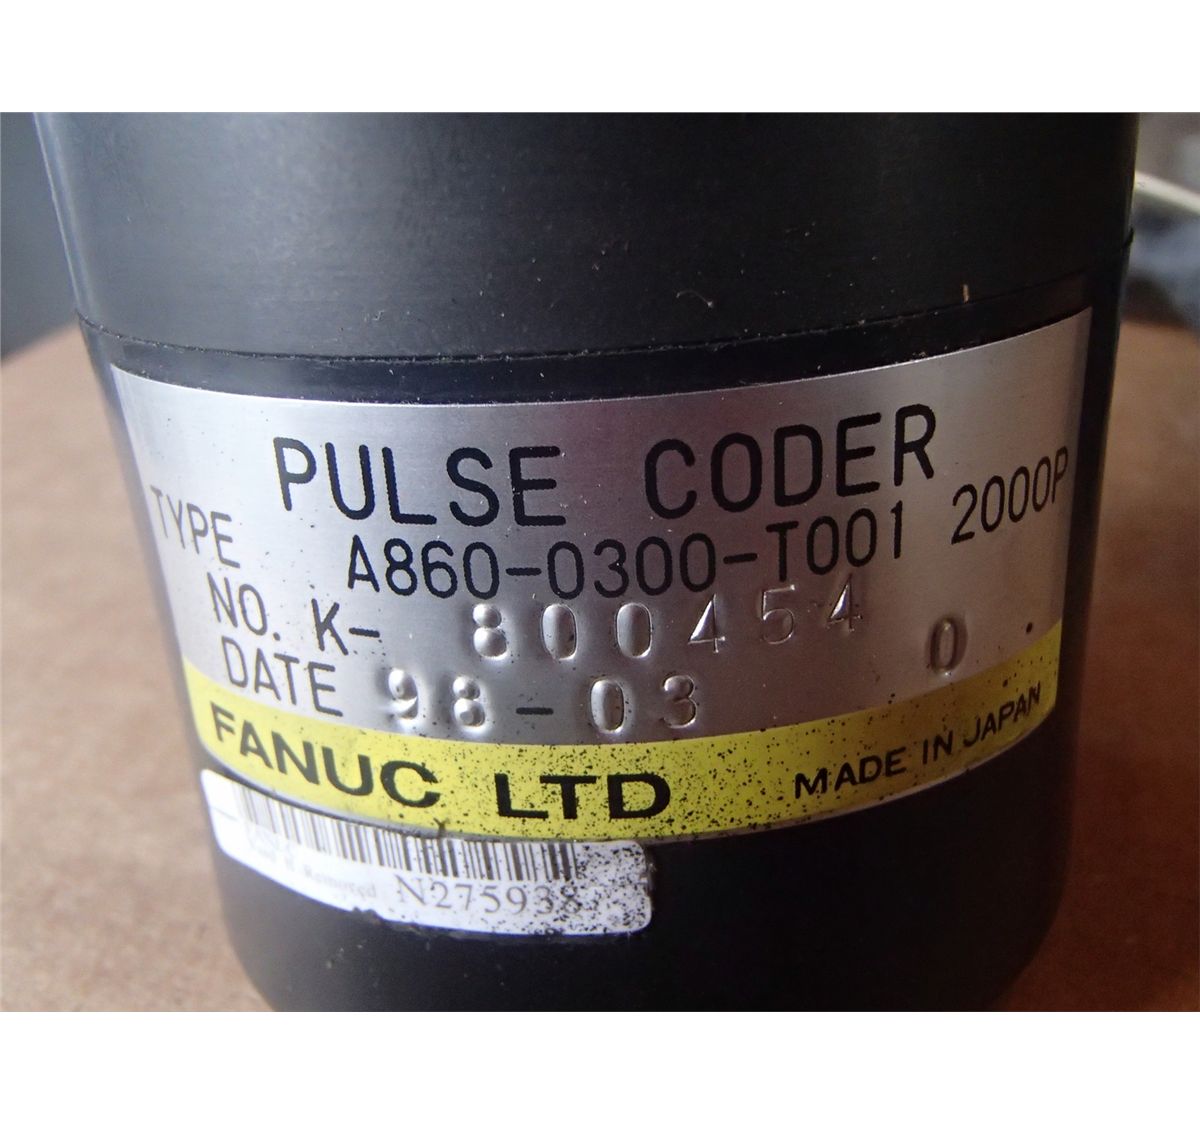 PULSE CODER
TYPE A860-0300-T001 2000P
NO. K- 800454
DATE 98-03 0
FANUC LTD MADE IN JAPAN
Removed N275938